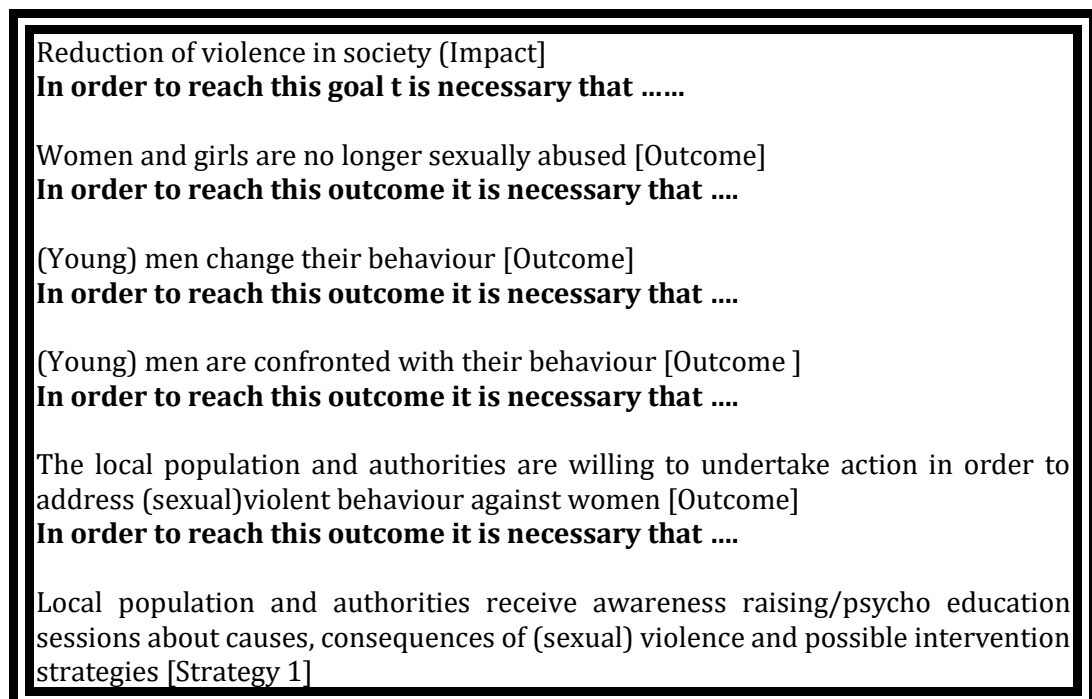 Reduction of violence in society (Impact]
In order to reach this goal t is necessary that ......
Women and girls are no longer sexually abused [Outcome]
In order to reach this outcome it is necessary that ....
(Young) men change their behaviour [Outcome]
In order to reach this outcome it is necessary that ....
(Young) men are confronted with their behaviour [Outcome ]
In order to reach this outcome it is necessary that ....
The local population and authorities are willing to undertake action in order to
address (sexual)violent behaviour against women [Outcome]
In order to reach this outcome it is necessary that ....
Local population and authorities receive awareness raising/psycho education
sessions about causes, consequences of (sexual) violence and possible intervention
strategies [Strategy 1]